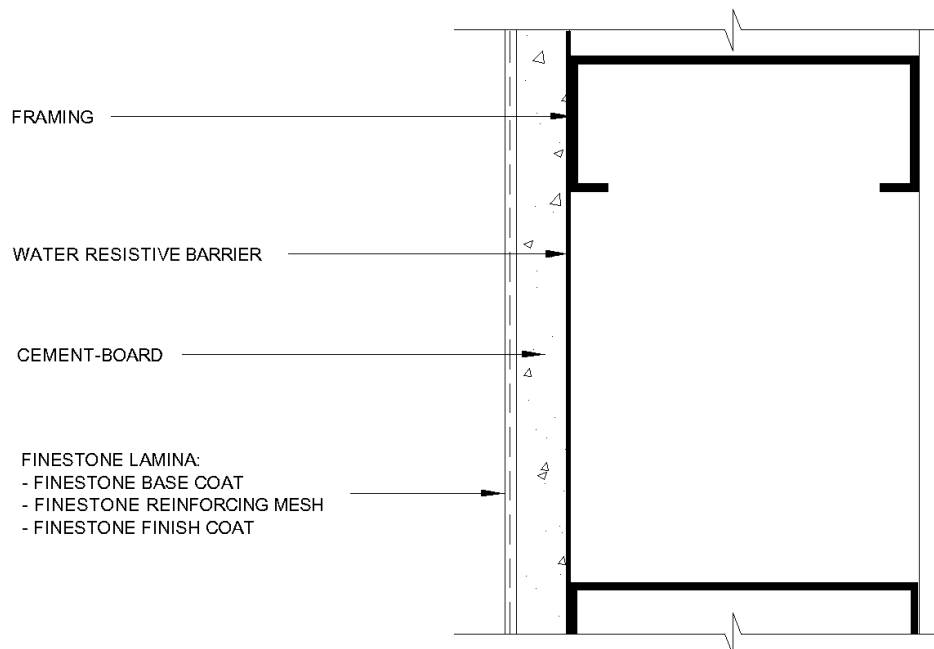 FRAMING
WATER RESISTIVE BARRIER
CEMENT-BOARD
FINESTONE LAMINA:
- FINESTONE BASE COAT
- FINESTONE REINFORCING MESH
- FINESTONE FINISH COAT